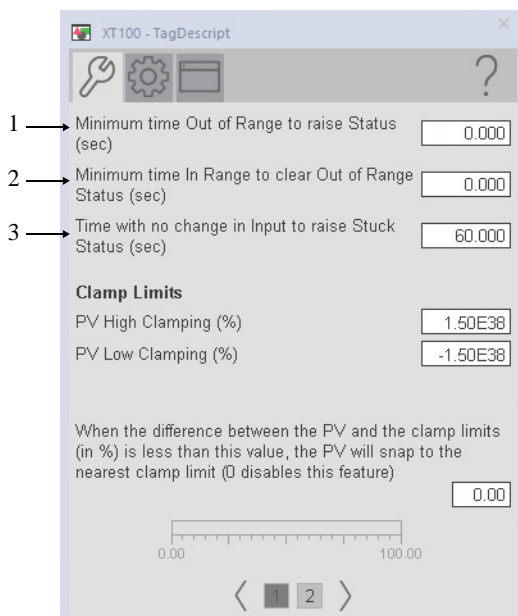 XT100 - TagDescript
×
?
1
Minimum time Out of Range to raise Status
(sec)
0.000
2
Minimum time In Range to clear Out of Range
Status (sec)
0.000
3
Time with no change in Input to raise Stuck
Status (sec)
60.000
Clamp Limits
PV High Clamping (%)
1.50E38
PV Low Clamping (%)
-1.50E38
When the difference between the PV and the clamp limits
(in %) is less than this value, the PV will snap to the
nearest clamp limit (0 disables this feature)
0.00
0.00 100.00
1 2